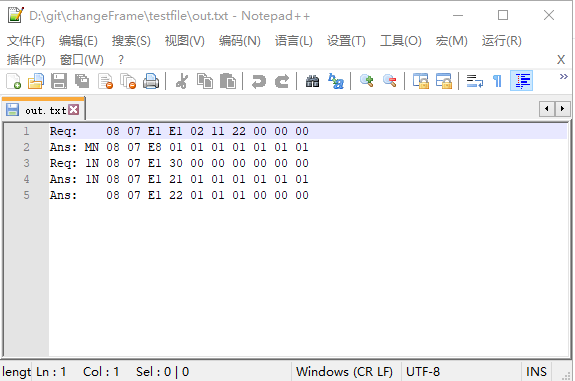 D:\git\changeFrame\testfile\out.txt - Notepad++
文件(F) 编辑(E) 搜索(S) 视图(V) 编码(N) 语言(L) 设置(T) 工具(O) 宏(M) 运行(R)
插件(P) 窗口(W) ? X
out.txt
1 Req: 08 07 E1 E1 02 11 22 00 00 00
2 Ans: MN 08 07 E8 01 01 01 01 01 01 01
3 Req: 1N 08 07 E1 30 00 00 00 00 00 00
4 Ans: 1N 08 07 E1 21 01 01 01 01 01 01
5 Ans: 08 07 E1 22 01 01 01 00 00 00
lengt Ln : 1 Col : 1 Sel : 0 | 0 Windows (CR LF) UTF-8 INS